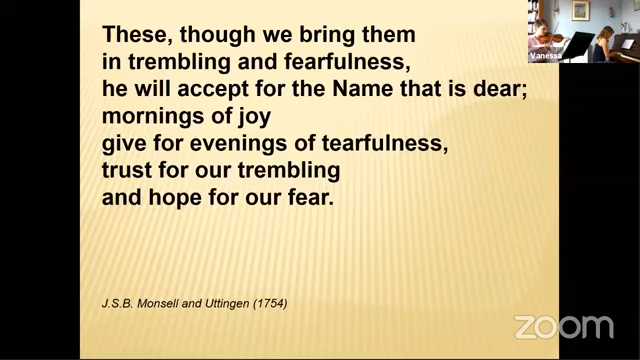 These, though we bring them
in trembling and fearfulness,
he will accept for the Name that is dear;
mornings of joy
give for evenings of tearfulness,
trust for our trembling
and hope for our fear.
J.S.B. Monsell and Uttingen (1754)
Vanessa
zoom